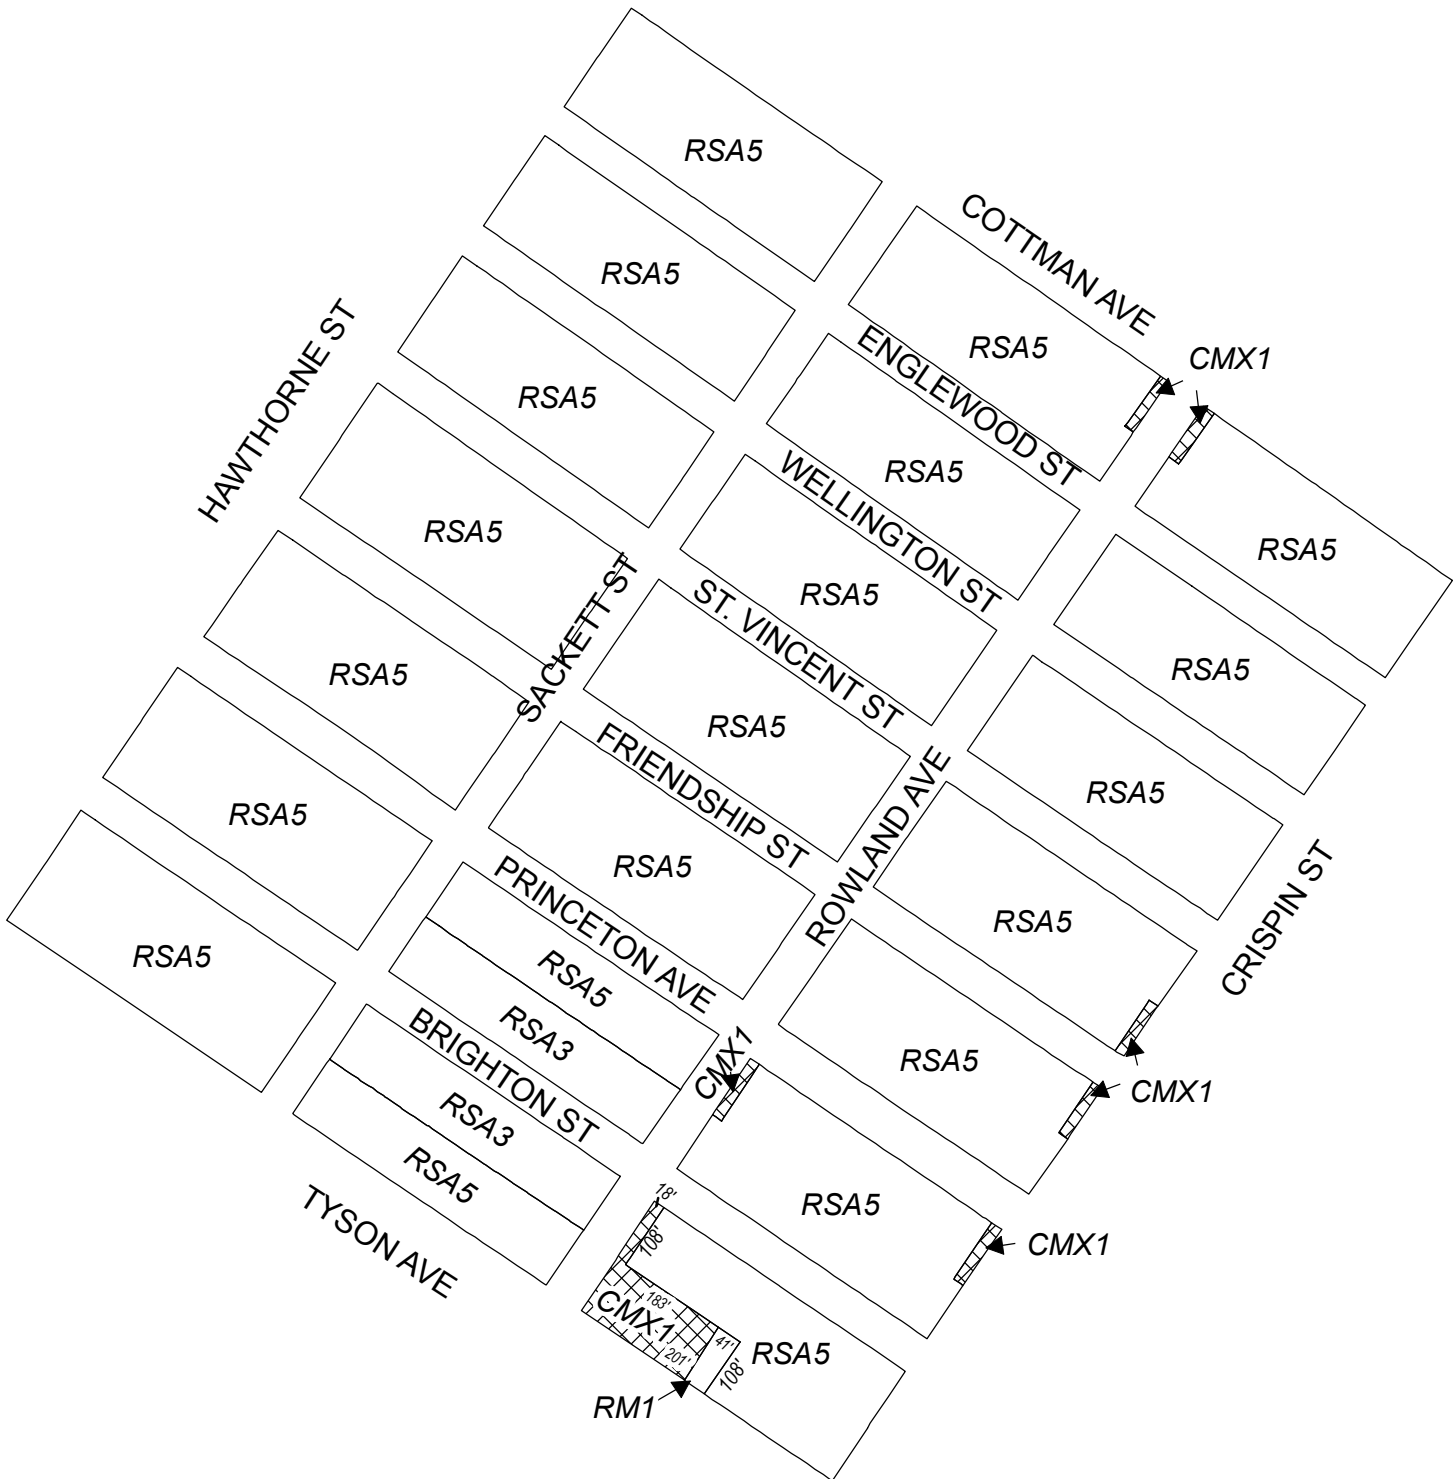 RSA5
COTTMAN AVE
RSA5
HAWTHORNE ST
RSA5
CMX1
ENGLEWOOD ST
RSA5
RSA5
WELLINGTON ST
RSA5
RSA5
SACKETT ST
RSA5
ST. VINCENT ST
RSA5
RSA5
RSA5
FRIENDSHIP ST
RSA5
ROWLAND AVE
RSA5
CRISPIN ST
RSA5
PRINCETON AVE
RSA5
RSA5
RSA5
RSA5
RSA3
BRIGHTON ST
CMX1
RSA5
CMX1
RSA3
RSA5
TYSON AVE
18'
108'
RSA5
CMX1
183'
CMX1
201'
41'
108'
RSA5
RM1